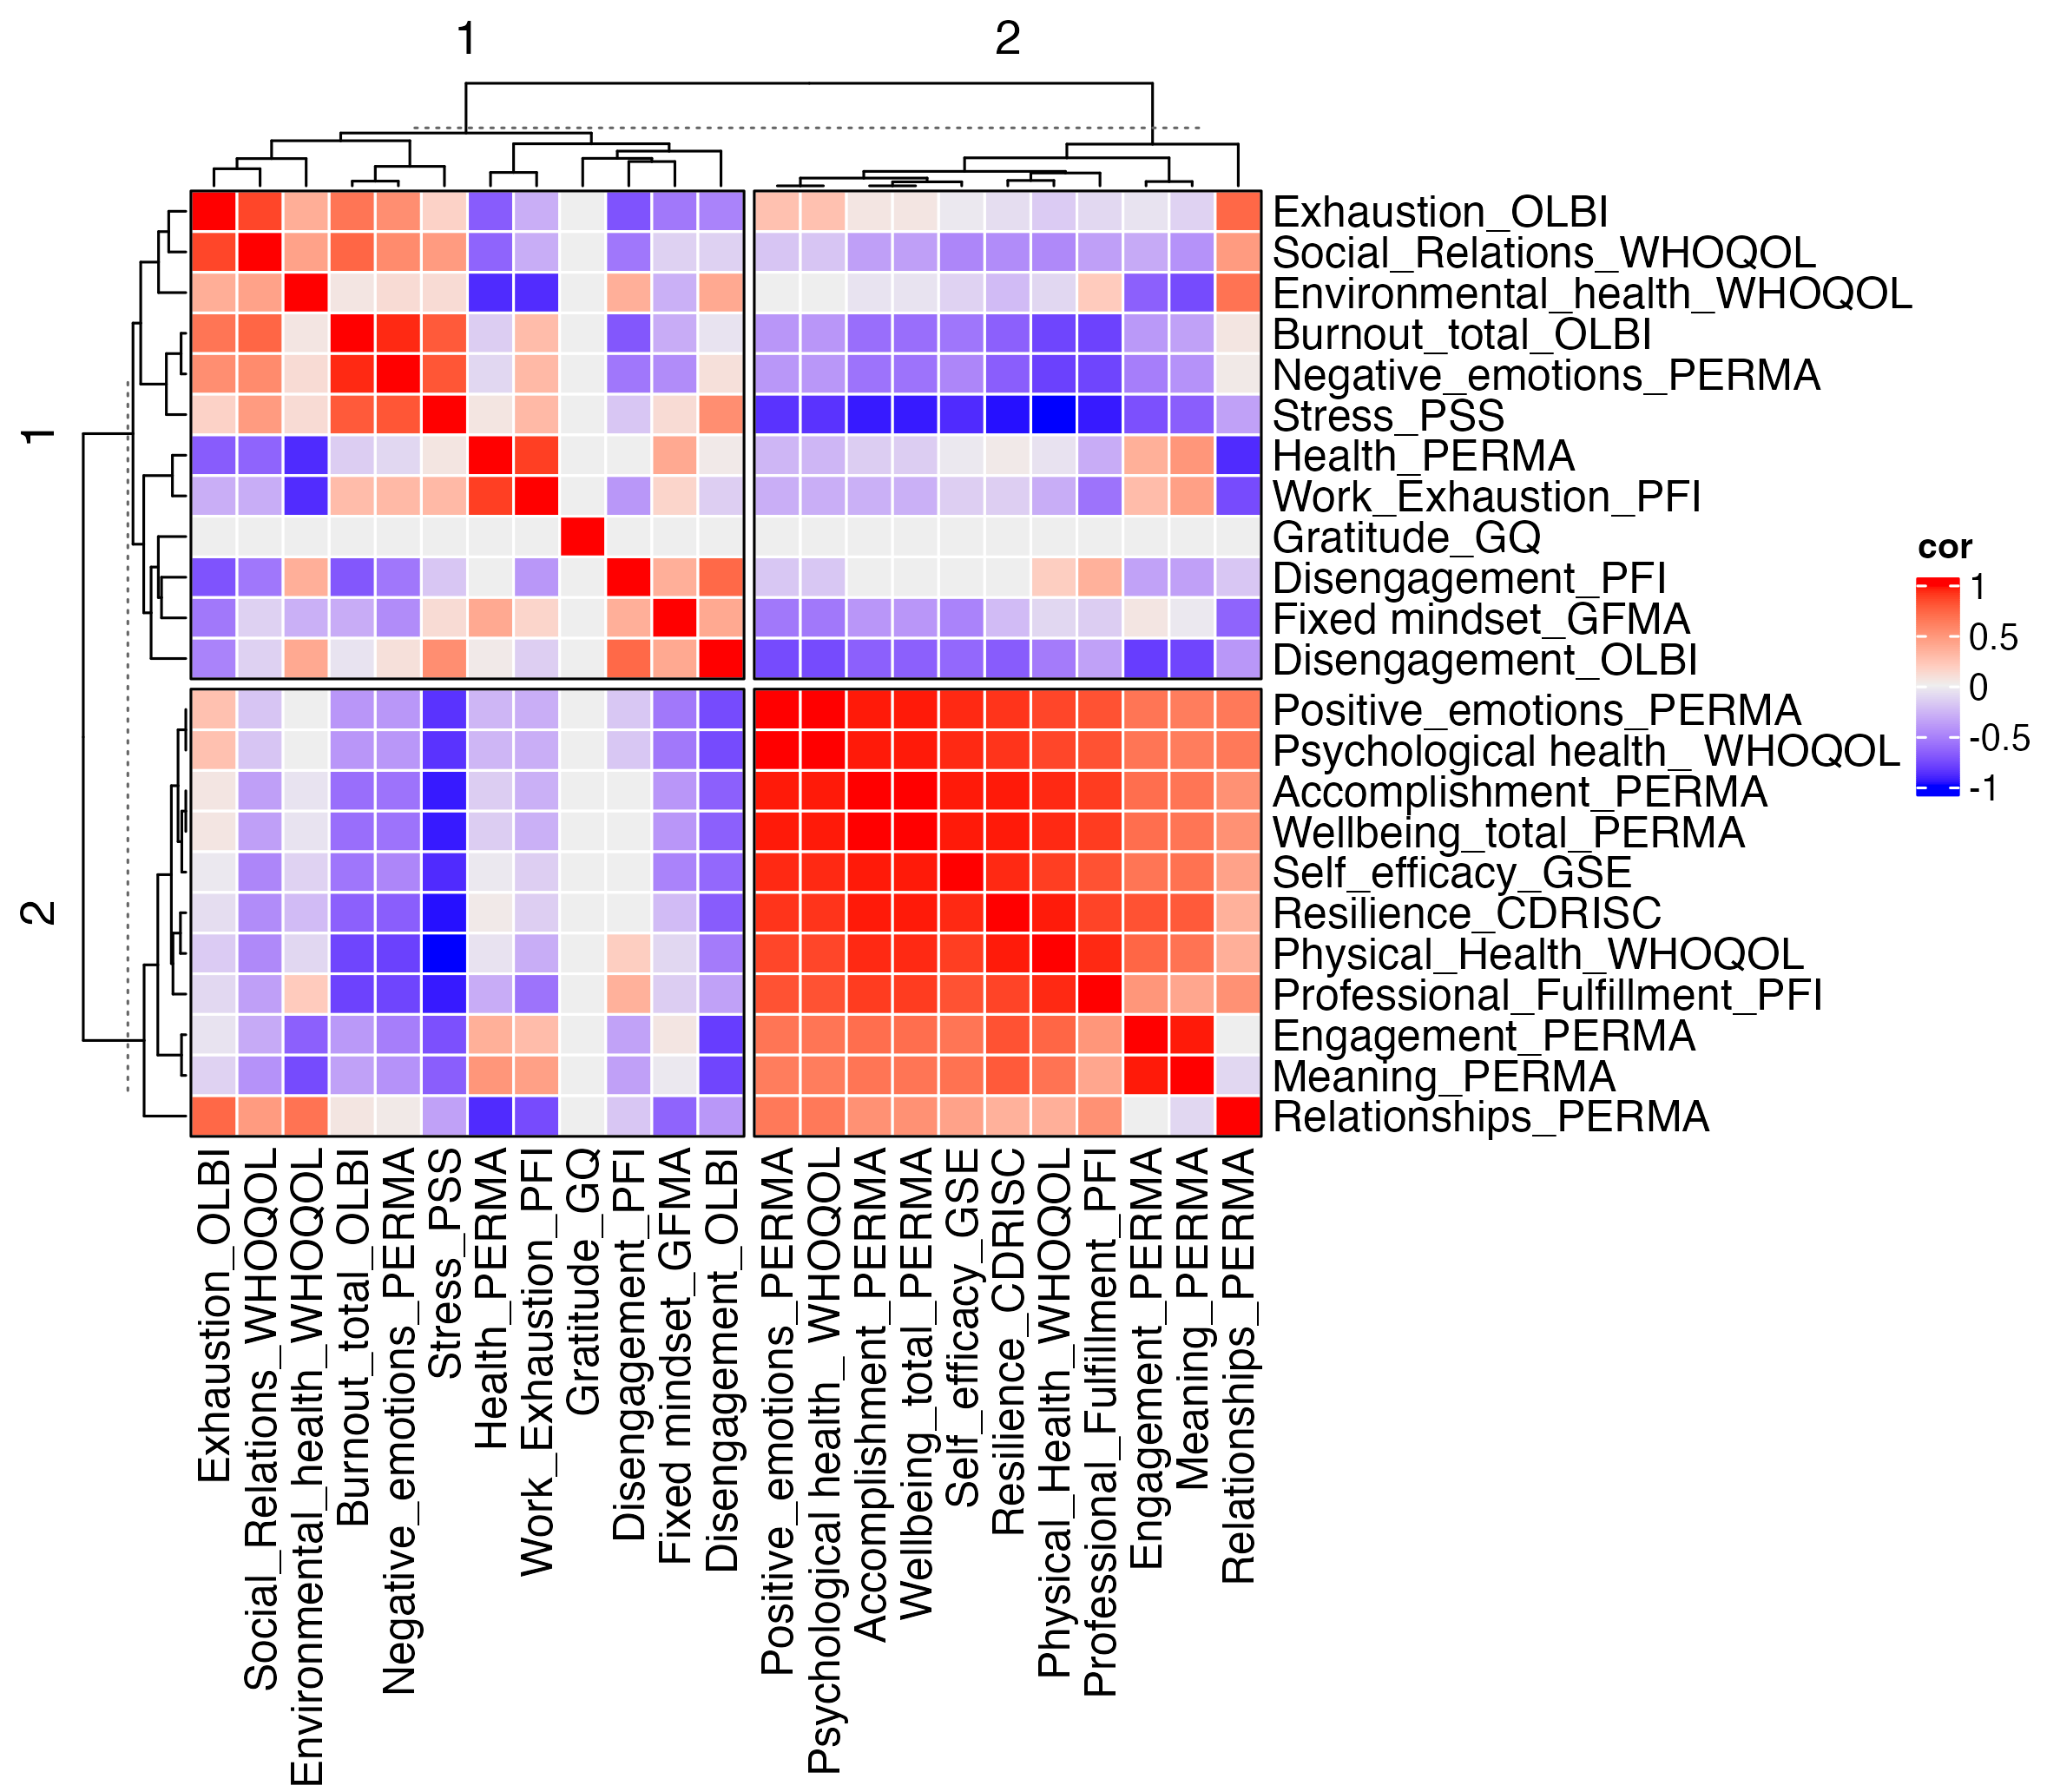 1
2
1
2
Exhaustion_OLBI
Social_Relations_WHOQOL
Environmental_health_WHOQOL
Burnout_total_OLBI
Negative_emotions_PERMA
Stress_PSS
Health_PERMA
Work_Exhaustion_PFI
Gratitude_GQ
Disengagement_PFI
Fixed mindset_GFMA
Disengagement_OLBI
Positive_emotions_PERMA
Psychological health_ WHOQOL
Accomplishment_PERMA
Wellbeing_total_PERMA
Self_efficacy_GSE
Resilience_CDRISC
Physical_Health_WHOQOL
Professional_Fulfillment_PFI
Engagement_PERMA
Meaning_PERMA
Relationships_PERMA
cor
1
0.5
0
-0.5
-1
Exhaustion_OLBI
Social_Relations_WHOQOL
Environmental_health_WHOQOL
Burnout_total_OLBI
Negative_emotions_PERMA
Stress_PSS
Health_PERMA
Work_Exhaustion_PFI
Gratitude_GQ
Disengagement_PFI
Fixed mindset_GFMA
Disengagement_OLBI
Positive_emotions_PERMA
Psychological health_ WHOQOL
Accomplishment_PERMA
Wellbeing_total_PERMA
Self_efficacy_GSE
Resilience_CDRISC
Physical_Health_WHOQOL
Professional_Fulfillment_PFI
Engagement_PERMA
Meaning_PERMA
Relationships_PERMA